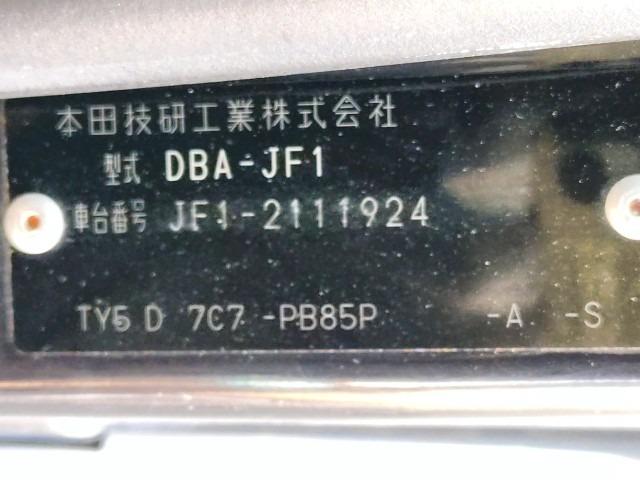 本田技研工業株式会社
型式 DBA-JF1
車台番号 JF1-2111924
TY5 D 7C7 -PB85P -A -S